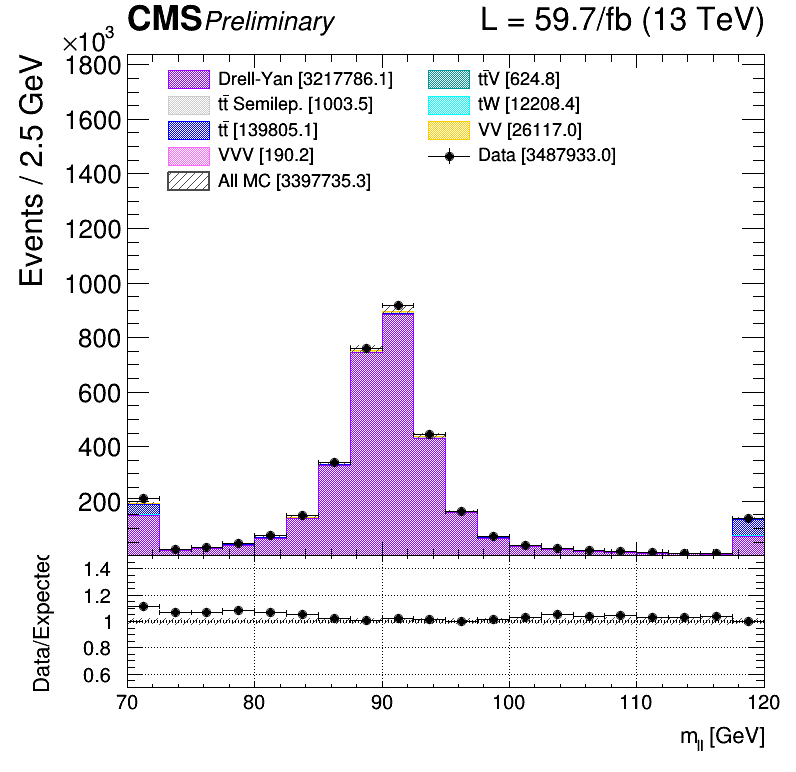 CMS Preliminary L = 59.7/fb (13 TeV)
×10³
Events / 2.5 GeV
1800
1600
1400
1200
1000
800
600
400
200
Drell-Yan [3217786.1]
tt̄ Semilep. [1003.5]
tt̄ [139805.1]
VVV [190.2]
All MC [3397735.3]
tt̄V [624.8]
tW [12208.4]
VV [26117.0]
Data [3487933.0]
Data/Expected
1.4
1.2
1
0.8
0.6
70 80 90 100 110 120
m_ll [GeV]